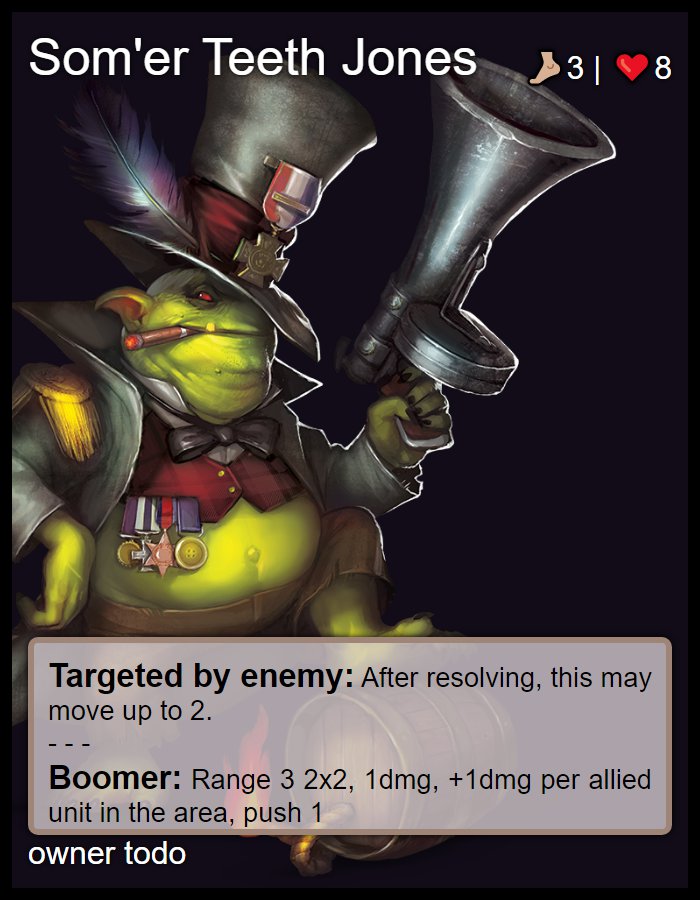 Som'er Teeth Jones
🦶🏼3 | ❤️8
Targeted by enemy: After resolving, this may
move up to 2.
- - -
Boomer: Range 3 2x2, 1dmg, +1dmg per allied
unit in the area, push 1
owner todo